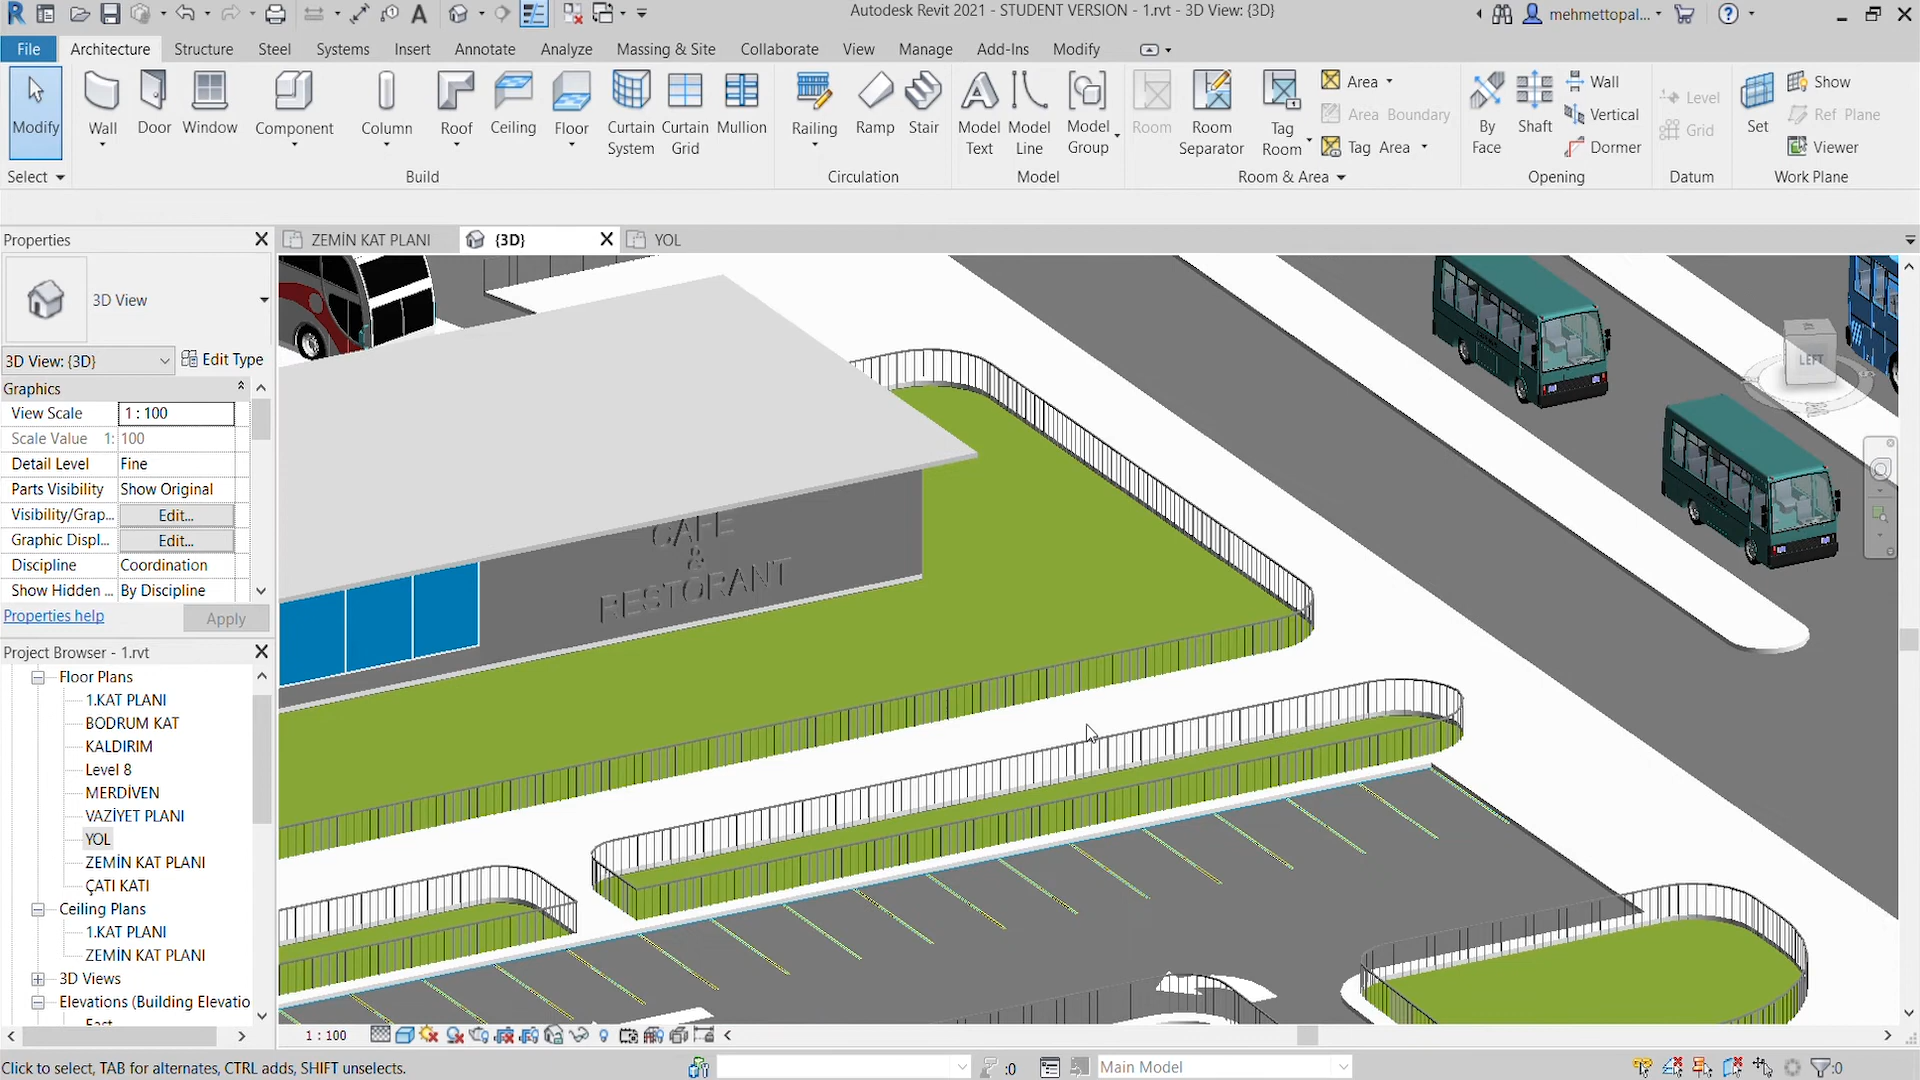 Autodesk Revit 2021 - STUDENT VERSION - 1.rvt - 3D View: {3D}
mehmettopal...
File Architecture Structure Steel Systems Insert Annotate Analyze Massing & Site Collaborate View Manage Add-Ins Modify
Modify
Wall
Door
Window
Component
Column
Roof
Ceiling
Floor
Curtain System
Curtain Grid
Mullion
Railing
Ramp
Stair
Model Text
Model Line
Model Group
Room
Room Separator
Tag Room
Area
Area Boundary
Tag Area
By Face
Shaft
Wall
Vertical
Dormer
Level
Grid
Set
Show
Ref Plane
Viewer
Select
Build
Circulation
Model
Room & Area
Opening
Datum
Work Plane
Properties
ZEMİN KAT PLANI
{3D}
YOL
3D View
3D View: {3D}
Edit Type
Graphics
View Scale 1 : 100
Scale Value 1: 100
Detail Level Fine
Parts Visibility Show Original
Visibility/Grap... Edit...
Graphic Displ... Edit...
Discipline Coordination
Show Hidden ... By Discipline
Properties help
Apply
Project Browser - 1.rvt
Floor Plans
1.KAT PLANI
BODRUM KAT
KALDIRIM
Level 8
MERDİVEN
VAZİYET PLANI
YOL
ZEMİN KAT PLANI
ÇATI KATI
Ceiling Plans
1.KAT PLANI
ZEMİN KAT PLANI
3D Views
Elevations (Building Elevatio
East
CAFE
&
RESTORANT
LEFT
1 : 100
Click to select, TAB for alternates, CTRL adds, SHIFT unselects.
:0
Main Model
:0